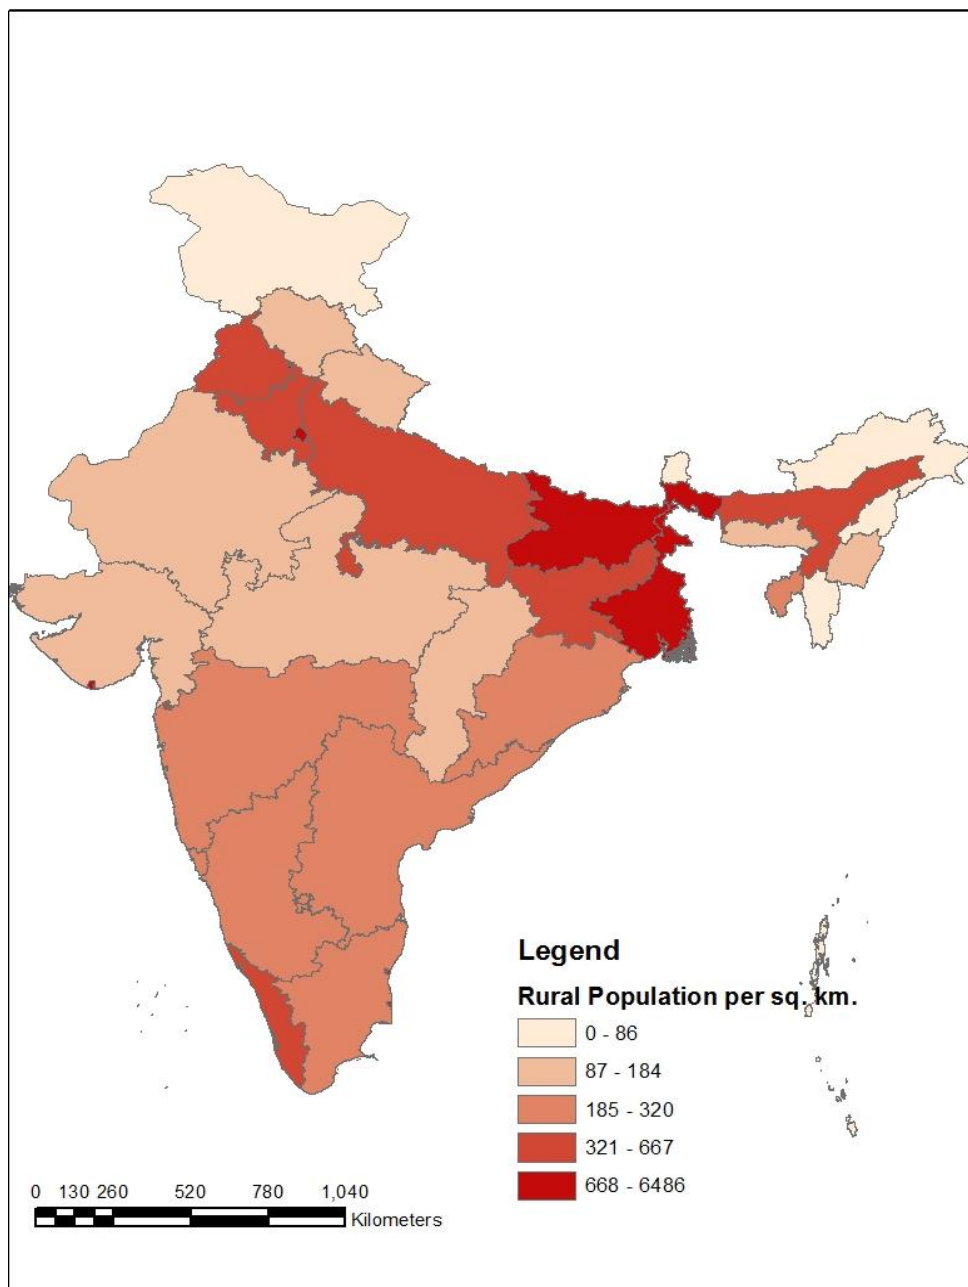 Legend
Rural Population per sq. km.
0 - 86
87 - 184
185 - 320
321 - 667
668 - 6486
0 130 260 520 780 1,040
Kilometers